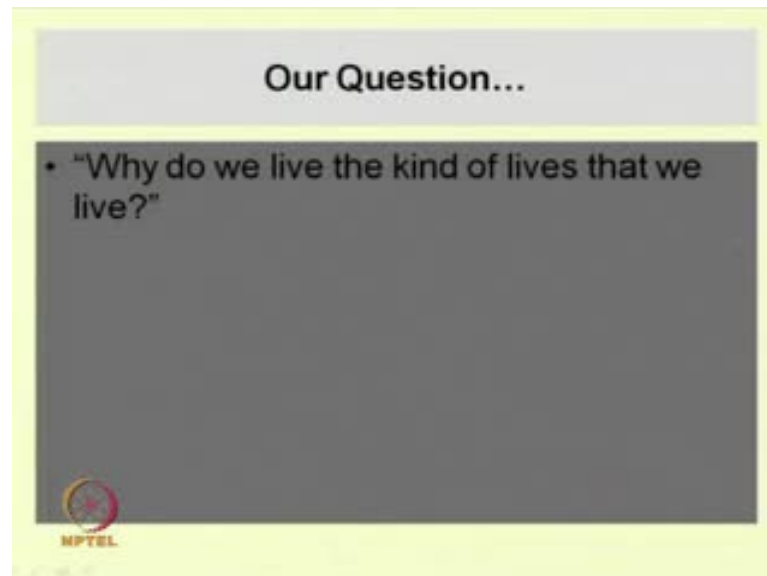 Our Question...
• “Why do we live the kind of lives that we
live?”
NPTEL